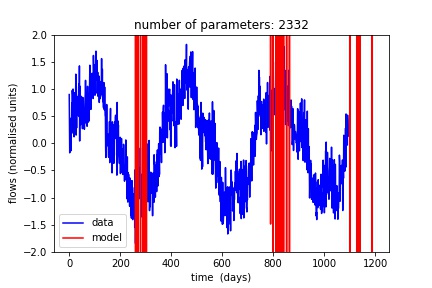 number of parameters: 2332
flows (normalised units)
2.0
1.5
1.0
0.5
0.0
−0.5
−1.0
−1.5
−2.0
data
model
0 200 400 600 800 1000 1200
time (days)